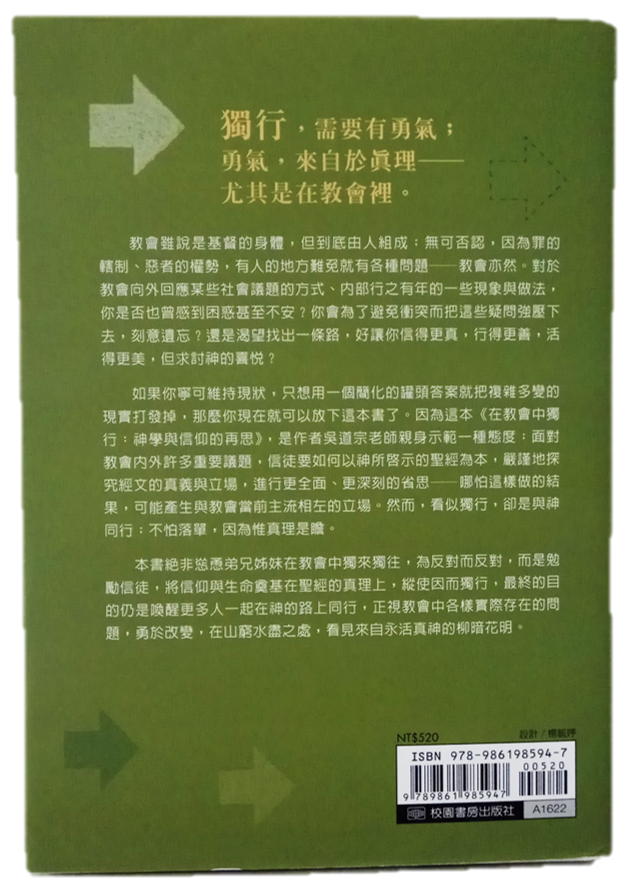 獨行，需要有勇氣；
勇氣，來自於真理——
尤其是在教會裡。
教會雖說是基督的身體，但到底由人組成；無可否認，因為罪的
轄制、惡者的權勢，有人的地方難免就有各種問題——教會亦然。對於
教會向外回應某些社會議題的方式、內部行之有年的一些現象與做法，
你是否也曾感到困惑甚至不安？你會為了避免衝突而把這些疑問強壓下
去，刻意遺忘？還是渴望找出一條路，好讓你信得更真，行得更善，活
得更美，但求討神的喜悅？
如果你寧可維持現狀，只想用一個簡化的罐頭答案就把複雜多變的
現實打發掉，那麼你現在就可以放下這本書了。因為這本《在教會中獨
行：神學與信仰的再思》，是作者吳道宗老師親身示範一種態度：面對
教會內外許多重要議題，信徒要如何以神所啓示的聖經為本，嚴謹地探
究經文的真義與立場，進行更全面、更深刻的省思——哪怕這樣做的結
果，可能產生與教會當前主流相左的立場。然而，看似獨行，卻是與神
同行；不怕落單，因為惟真理是瞻。
本書絕非慫恿弟兄姊妹在教會中獨來獨往，為反對而反對，而是勉
勵信徒，將信仰與生命奠基在聖經的真理上，縱使因而獨行，最終的目
的仍是喚醒更多人一起在神的路上同行，正視教會中各樣實際存在的問
題，勇於改變，在山窮水盡之處，看見來自永活真神的柳暗花明。
NT$520
設計／楊
ISBN 978-986198594-7
00520
9 789861 985947
校園書房出版社 A1622